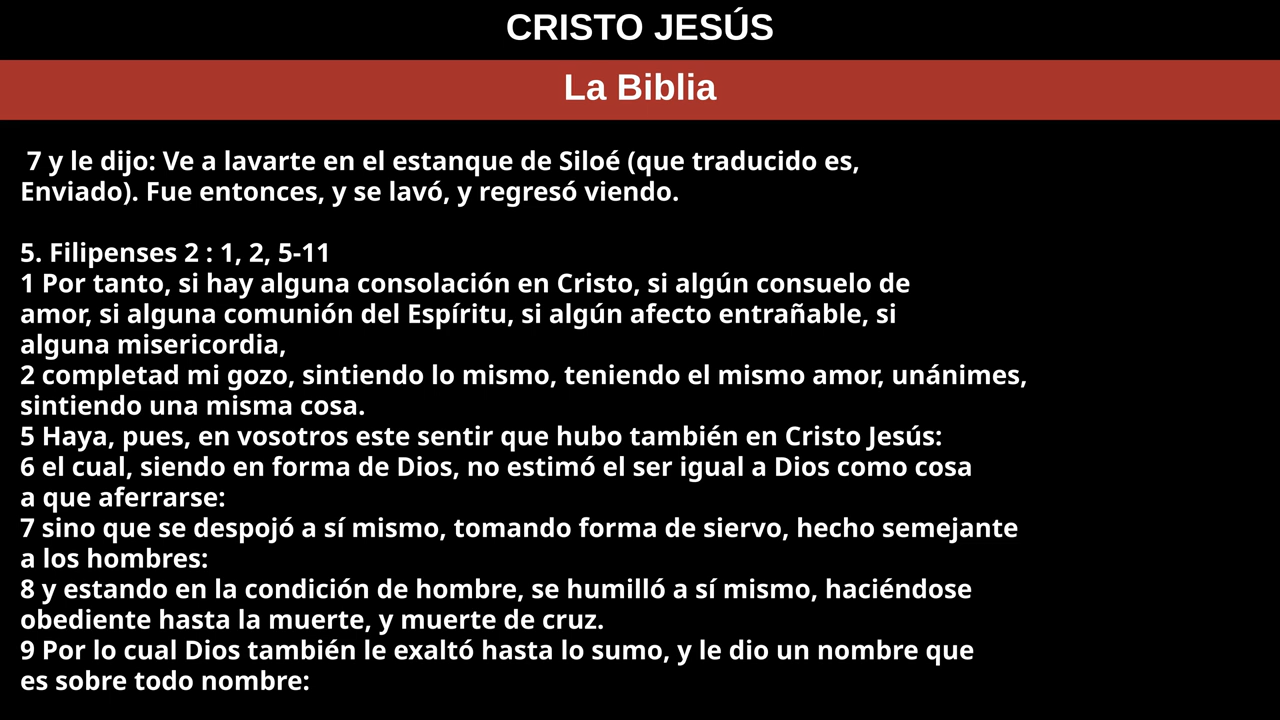 CRISTO JESÚS
La Biblia
7 y le dijo: Ve a lavarte en el estanque de Siloé (que traducido es,
Enviado). Fue entonces, y se lavó, y regresó viendo.
5. Filipenses 2 : 1, 2, 5-11
1 Por tanto, si hay alguna consolación en Cristo, si algún consuelo de
amor, si alguna comunión del Espíritu, si algún afecto entrañable, si
alguna misericordia,
2 completad mi gozo, sintiendo lo mismo, teniendo el mismo amor, unánimes,
sintiendo una misma cosa.
5 Haya, pues, en vosotros este sentir que hubo también en Cristo Jesús:
6 el cual, siendo en forma de Dios, no estimó el ser igual a Dios como cosa
a que aferrarse:
7 sino que se despojó a sí mismo, tomando forma de siervo, hecho semejante
a los hombres:
8 y estando en la condición de hombre, se humilló a sí mismo, haciéndose
obediente hasta la muerte, y muerte de cruz.
9 Por lo cual Dios también le exaltó hasta lo sumo, y le dio un nombre que
es sobre todo nombre: